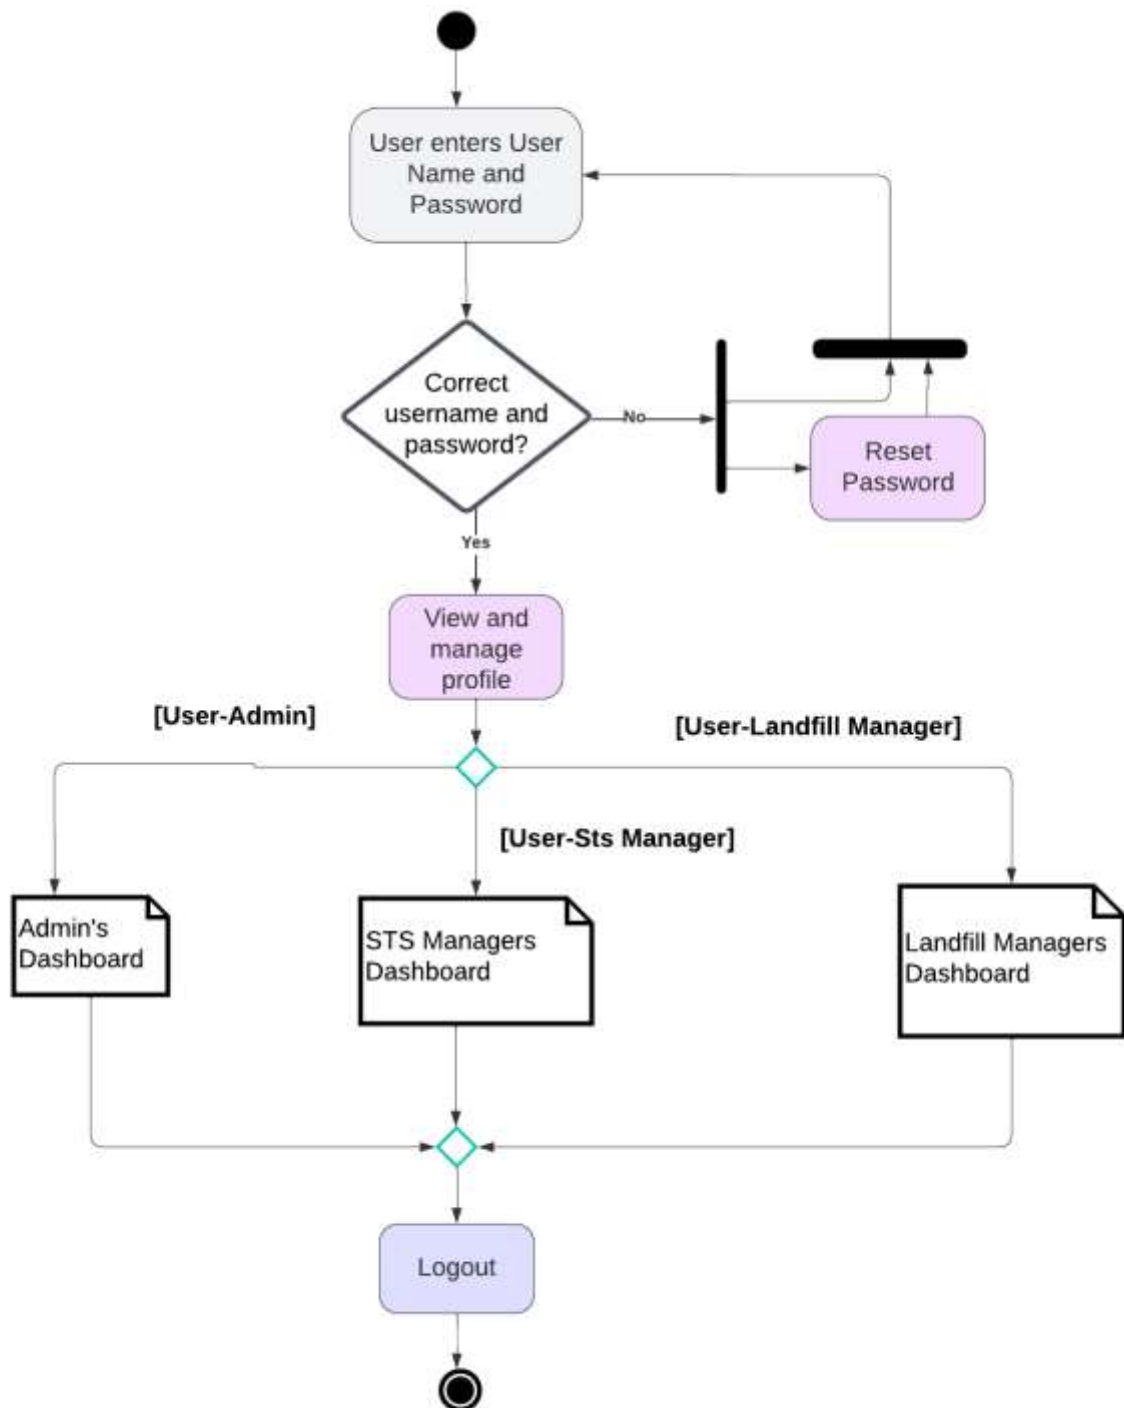 User enters User
Name and
Password
Correct
username and
password?
No
Reset
Password
Yes
View and
manage
profile
[User-Admin]
[User-Landfill Manager]
[User-Sts Manager]
Admin's
Dashboard
STS Managers
Dashboard
Landfill Managers
Dashboard
Logout